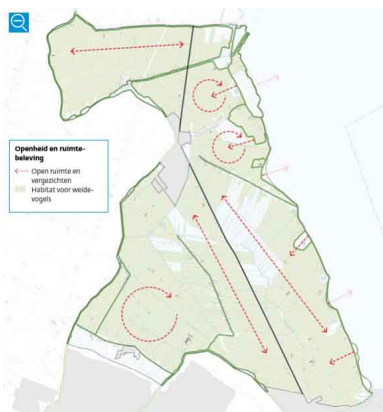 Openheid en ruimte-
beleving
Open ruimte en
vergezichten
Habitat voor weide-
vogels